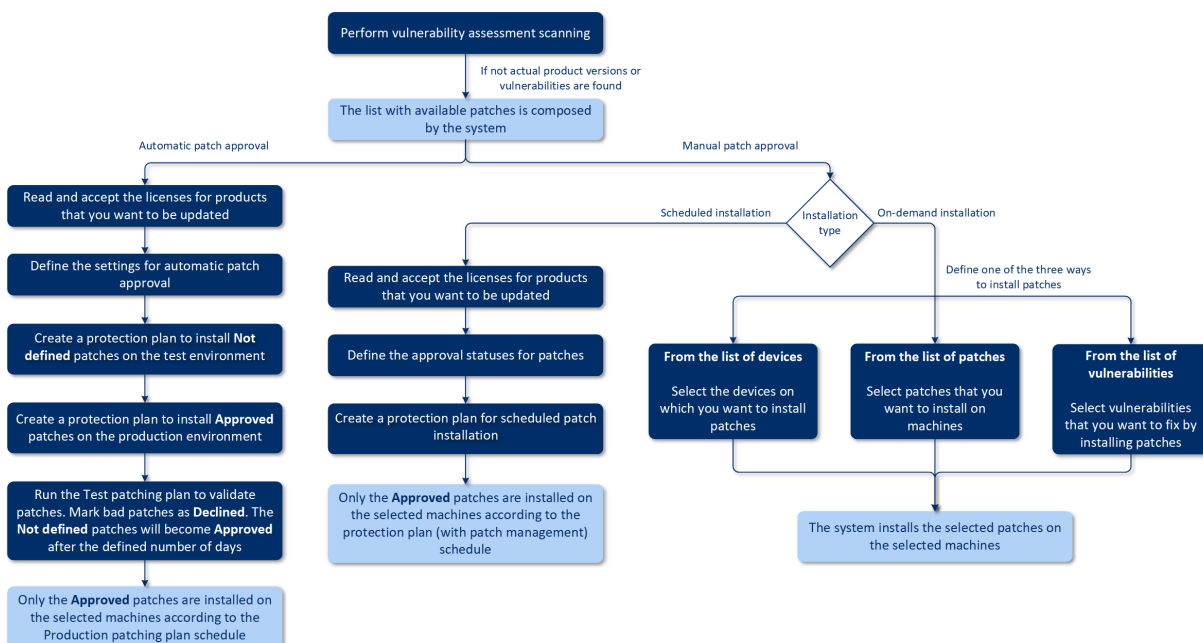 Perform vulnerability assessment scanning
If not actual product versions or
vulnerabilities are found
The list with available patches is composed
by the system
Automatic patch approval
Manual patch approval
Read and accept the licenses for products
that you want to be updated
Define the settings for automatic patch
approval
Create a protection plan to install Not
defined patches on the test environment
Create a protection plan to install Approved
patches on the production environment
Run the Test patching plan to validate
patches. Mark bad patches as Declined. The
Not defined patches will become Approved
after the defined number of days
Only the Approved patches are installed on
the selected machines according to the
Production patching plan schedule
Installation
type
Scheduled installation
On-demand installation
Read and accept the licenses for products
that you want to be updated
Define the approval statuses for patches
Create a protection plan for scheduled patch
installation
Only the Approved patches are installed on
the selected machines according to the
protection plan (with patch management)
schedule
Define one of the three ways
to install patches
From the list of devices
Select the devices on
which you want to install
patches
From the list of patches
Select patches that you
want to install on
machines
From the list of
vulnerabilities
Select vulnerabilities
that you want to fix by
installing patches
The system installs the selected patches on
the selected machines